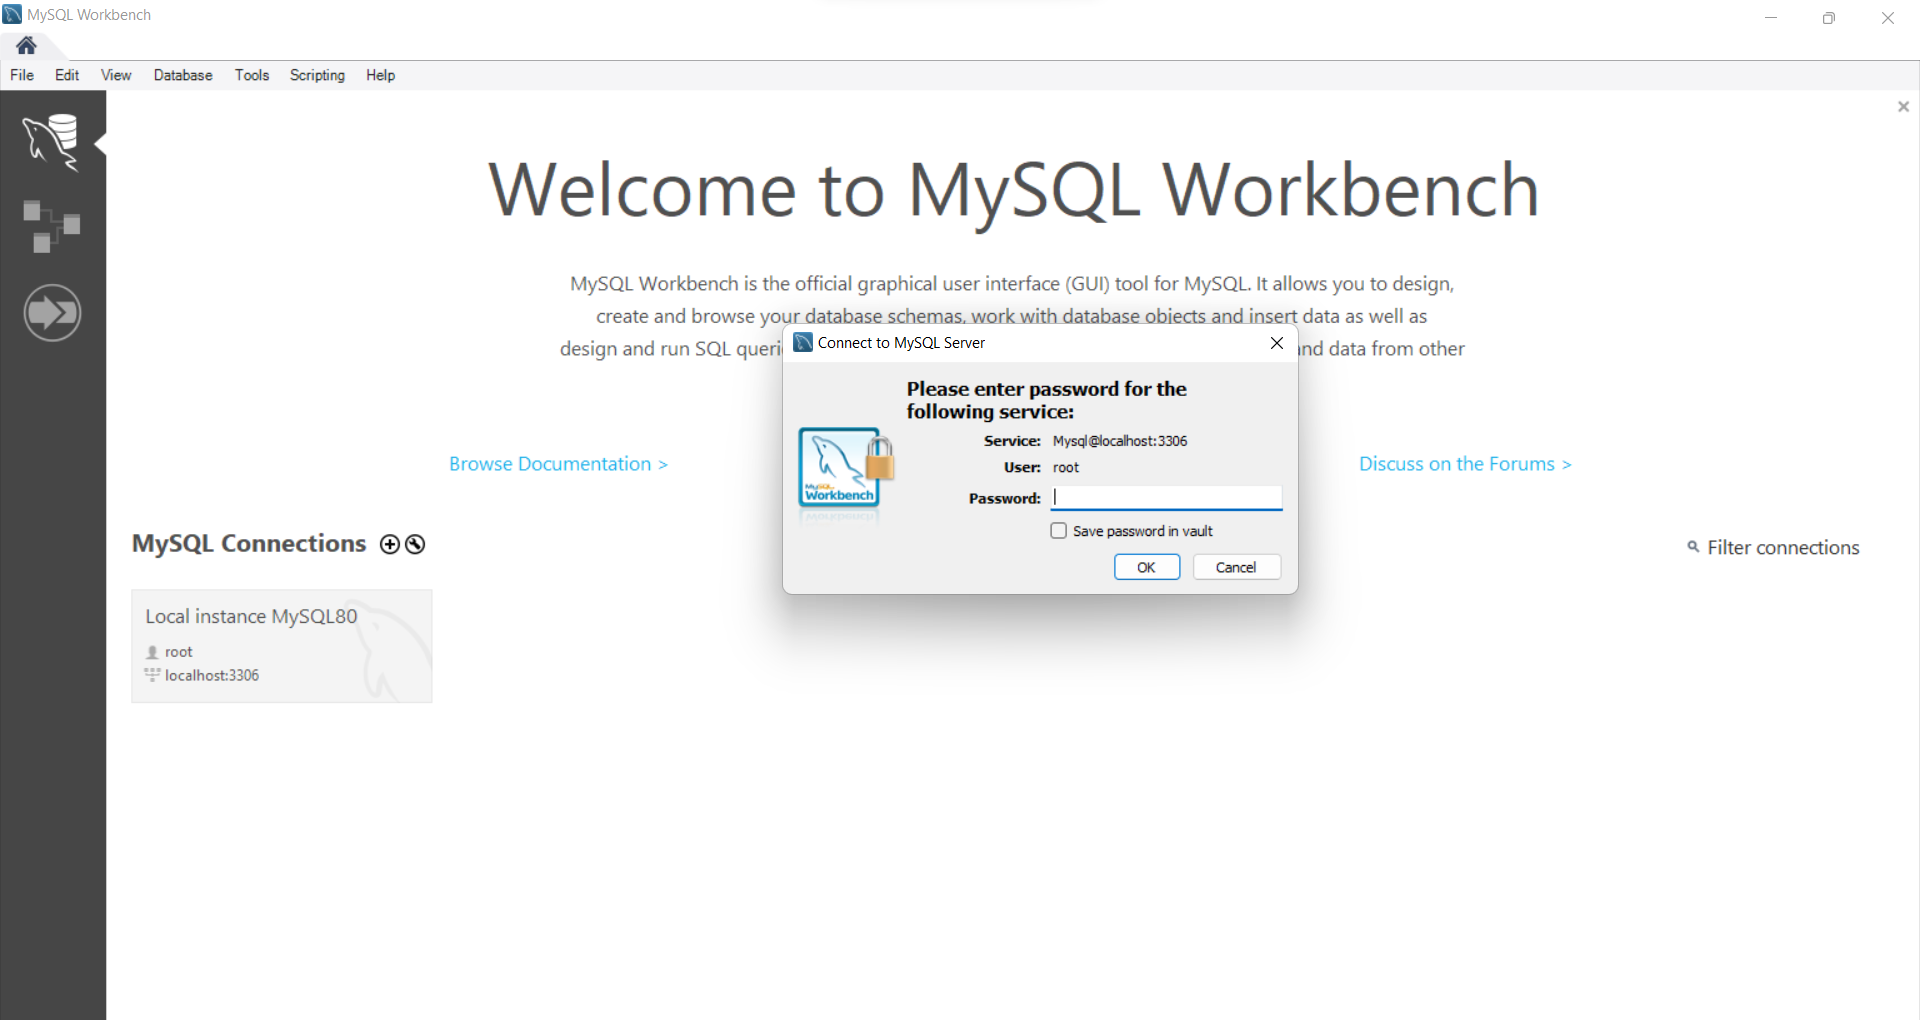 MySQL Workbench
File Edit View Database Tools Scripting Help
Welcome to MySQL Workbench
MySQL Workbench is the official graphical user interface (GUI) tool for MySQL. It allows you to design,
create and browse your database schemas, work with database objects and insert data as well as
design and run SQL queri
nd data from other
Connect to MySQL Server
Please enter password for the
following service:
Service: Mysql@localhost:3306
User: root
Password:
Save password in vault
OK Cancel
MySQL
Workbench
Browse Documentation >
Discuss on the Forums >
MySQL Connections
Filter connections
Local instance MySQL80
root
localhost:3306